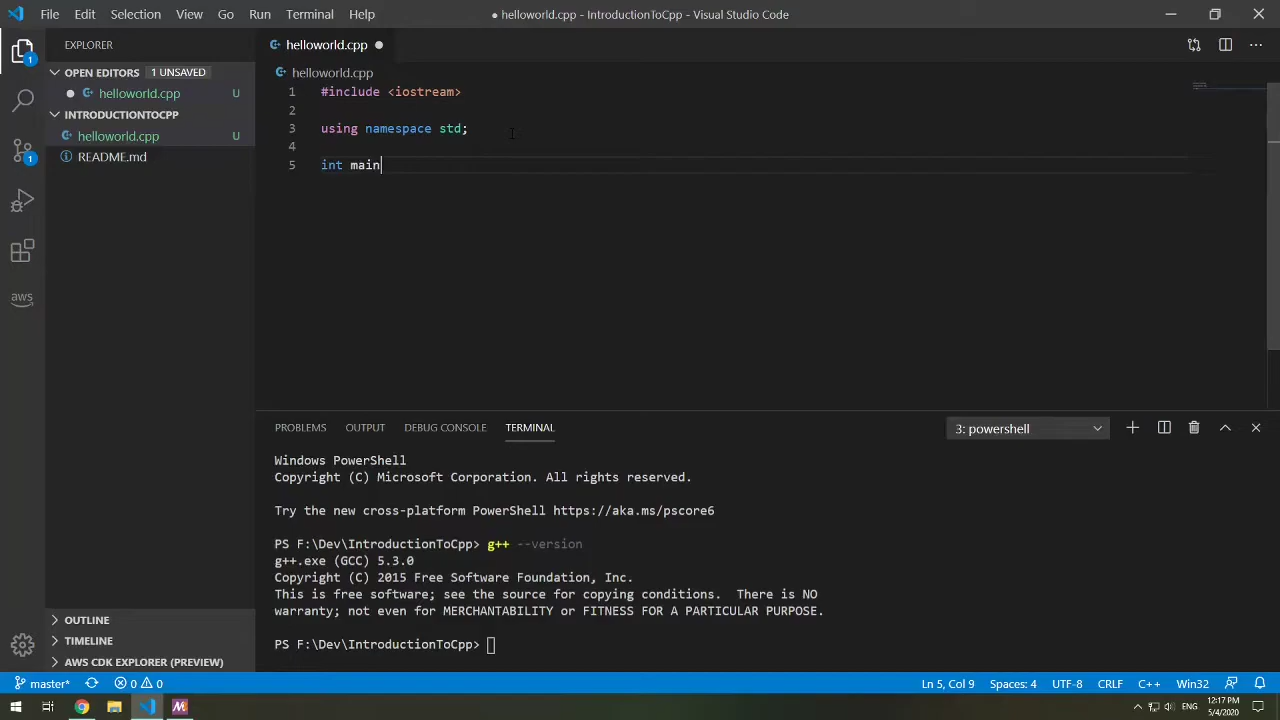 File Edit Selection View Go Run Terminal Help
● helloworld.cpp - IntroductionToCpp - Visual Studio Code
EXPLORER
OPEN EDITORS 1 UNSAVED
helloworld.cpp U
INTRODUCTIONTOCPP
helloworld.cpp U
README.md
OUTLINE
TIMELINE
AWS CDK EXPLORER (PREVIEW)
1
1
aws
helloworld.cpp
helloworld.cpp
1 #include <iostream>
2
3 using namespace std;
4
5 int main
PROBLEMS OUTPUT DEBUG CONSOLE TERMINAL
3: powershell
Windows PowerShell
Copyright (C) Microsoft Corporation. All rights reserved.
Try the new cross-platform PowerShell https://aka.ms/pscore6
PS F:\Dev\IntroductionToCpp> g++ --version
g++.exe (GCC) 5.3.0
Copyright (C) 2015 Free Software Foundation, Inc.
This is free software; see the source for copying conditions.  There is NO
warranty; not even for MERCHANTABILITY or FITNESS FOR A PARTICULAR PURPOSE.
PS F:\Dev\IntroductionToCpp>
master* 0 0 Ln 5, Col 9 Spaces: 4 UTF-8 CRLF C++ Win32
ENG 12:17 PM
5/4/2020